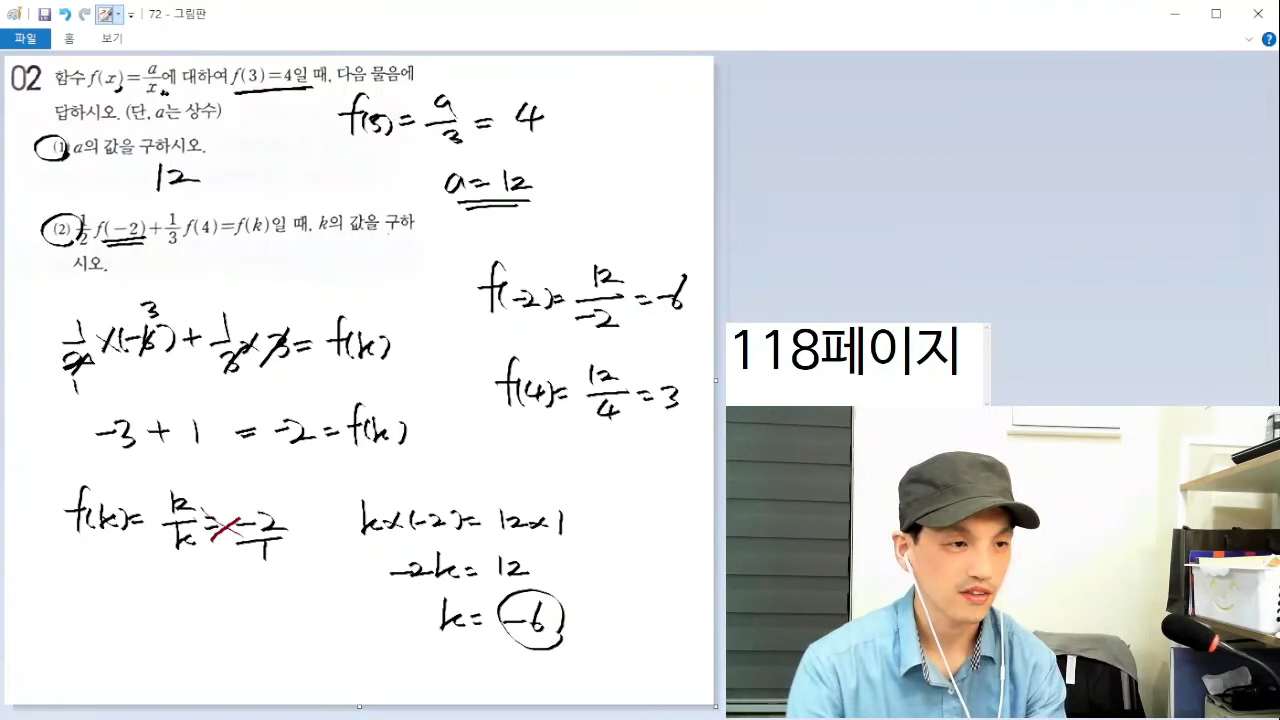 72 - 그림판
파일 홈 보기
02 함수 f(x)=a/x에 대하여 f(3)=4일 때, 다음 물음에
답하시오. (단, a는 상수)
f(3) = a/3 = 4
(1) a의 값을 구하시오.
12
a = 12
(2) 1/2 f(-2)+1/3 f(4)=f(k)일 때, k의 값을 구하
시오.
f(-2) = 12/-2 = -6
3
1/2 × (-6) + 1/3 × 3 = f(k)
1
f(4) = 12/4 = 3
-3 + 1 = -2 = f(k)
f(k) = 12/k = -2/1
k×(-2) = 12×1
-2k = 12
k = -6
118페이지